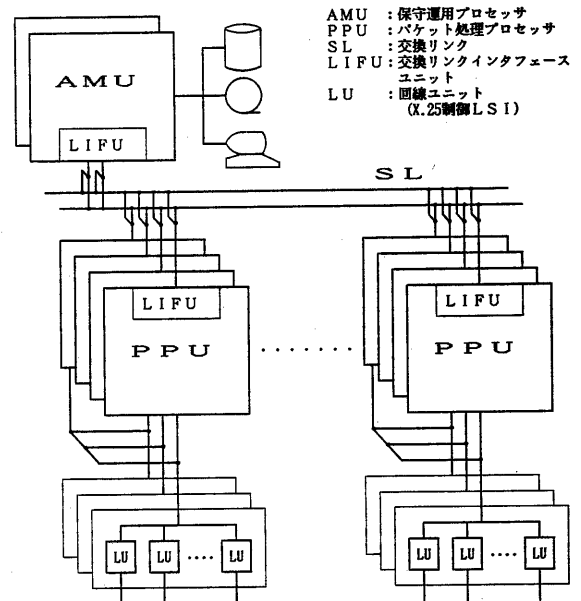 AMU :保守運用プロセッサ
PPU :パケット処理プロセッサ
SL :交換リンク
LIFU:交換リンクインタフェース
ユニット
LU :回線ユニット
(X.25制御LSI)
AMU
LIFU
SL
LIFU
PPU
‥‥‥‥
LIFU
PPU
LU LU ‥‥ LU
LU LU ‥‥ LU